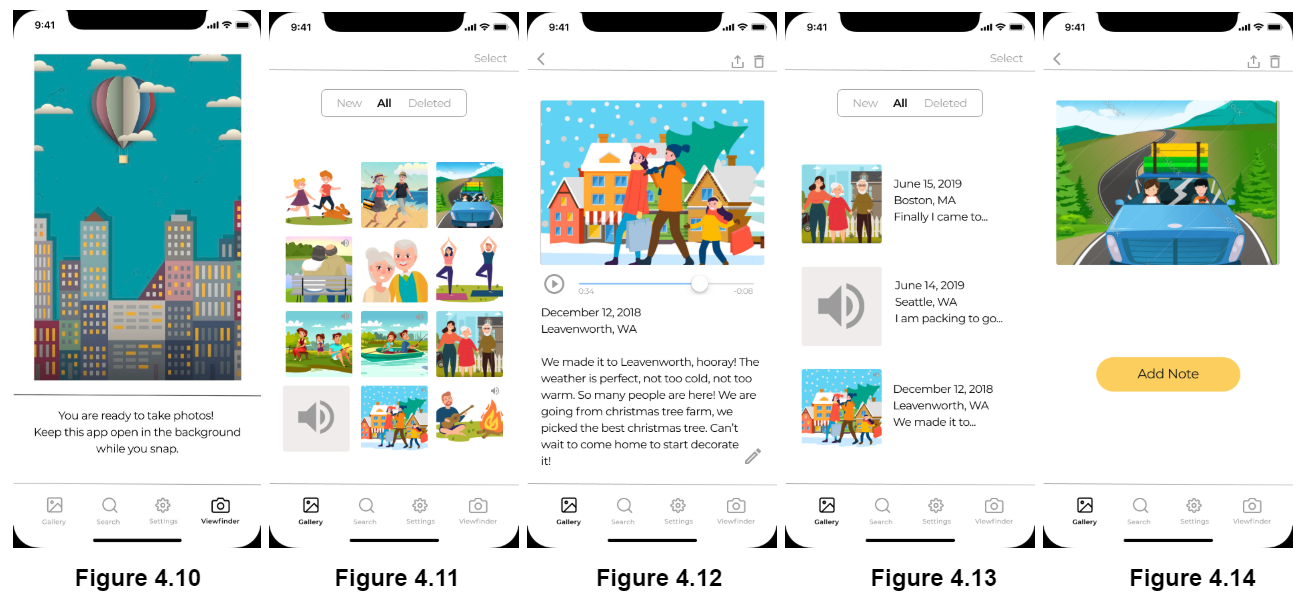 9:41
You are ready to take photos!
Keep this app open in the background
while you snap.
Gallery
Search
Settings
Viewfinder
Figure 4.10
9:41
Select
New All Deleted
Gallery
Search
Settings
Viewfinder
Figure 4.11
9:41
0:34
-0:08
December 12, 2018
Leavenworth, WA
We made it to Leavenworth, hooray! The
weather is perfect, not too cold, not too
warm. So many people are here! We are
going from christmas tree farm, we
picked the best christmas tree. Can't
wait to come home to start decorate
it!
Gallery
Search
Settings
Viewfinder
Figure 4.12
9:41
Select
New All Deleted
June 15, 2019
Boston, MA
Finally I came to...
June 14, 2019
Seattle, WA
I am packing to go...
December 12, 2018
Leavenworth, WA
We made it to...
Gallery
Search
Settings
Viewfinder
Figure 4.13
9:41
Add Note
Gallery
Search
Settings
Viewfinder
Figure 4.14